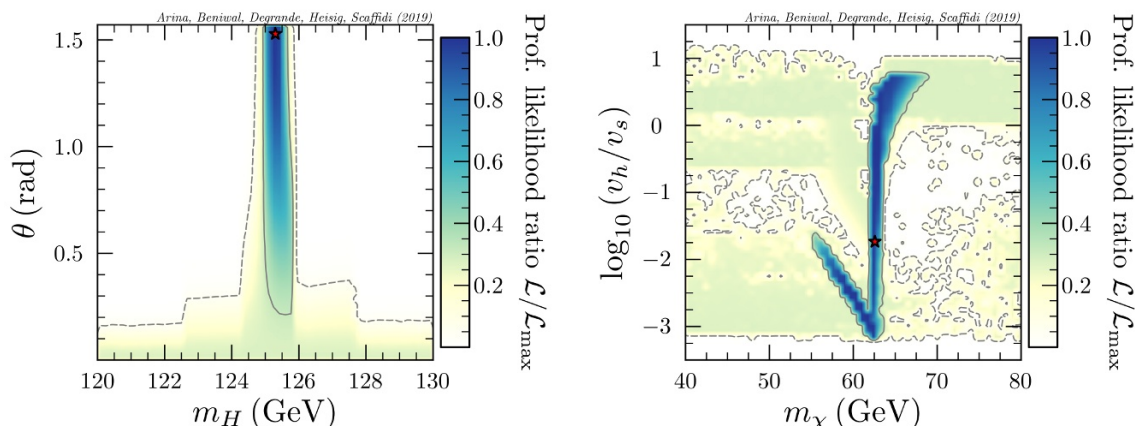 Arina, Beniwal, Degrande, Heisig, Scaffidi (2019)
1.5
1.0
0.5
θ (rad)
120 122 124 126 128 130
m_H (GeV)
1.0
0.8
0.6
0.4
0.2
Prof. likelihood ratio ℒ/ℒmax
Arina, Beniwal, Degrande, Heisig, Scaffidi (2019)
1
0
−1
−2
−3
log₁₀ (v_h/v_s)
40 50 60 70 80
m_χ (GeV)
1.0
0.8
0.6
0.4
0.2
Prof. likelihood ratio ℒ/ℒmax